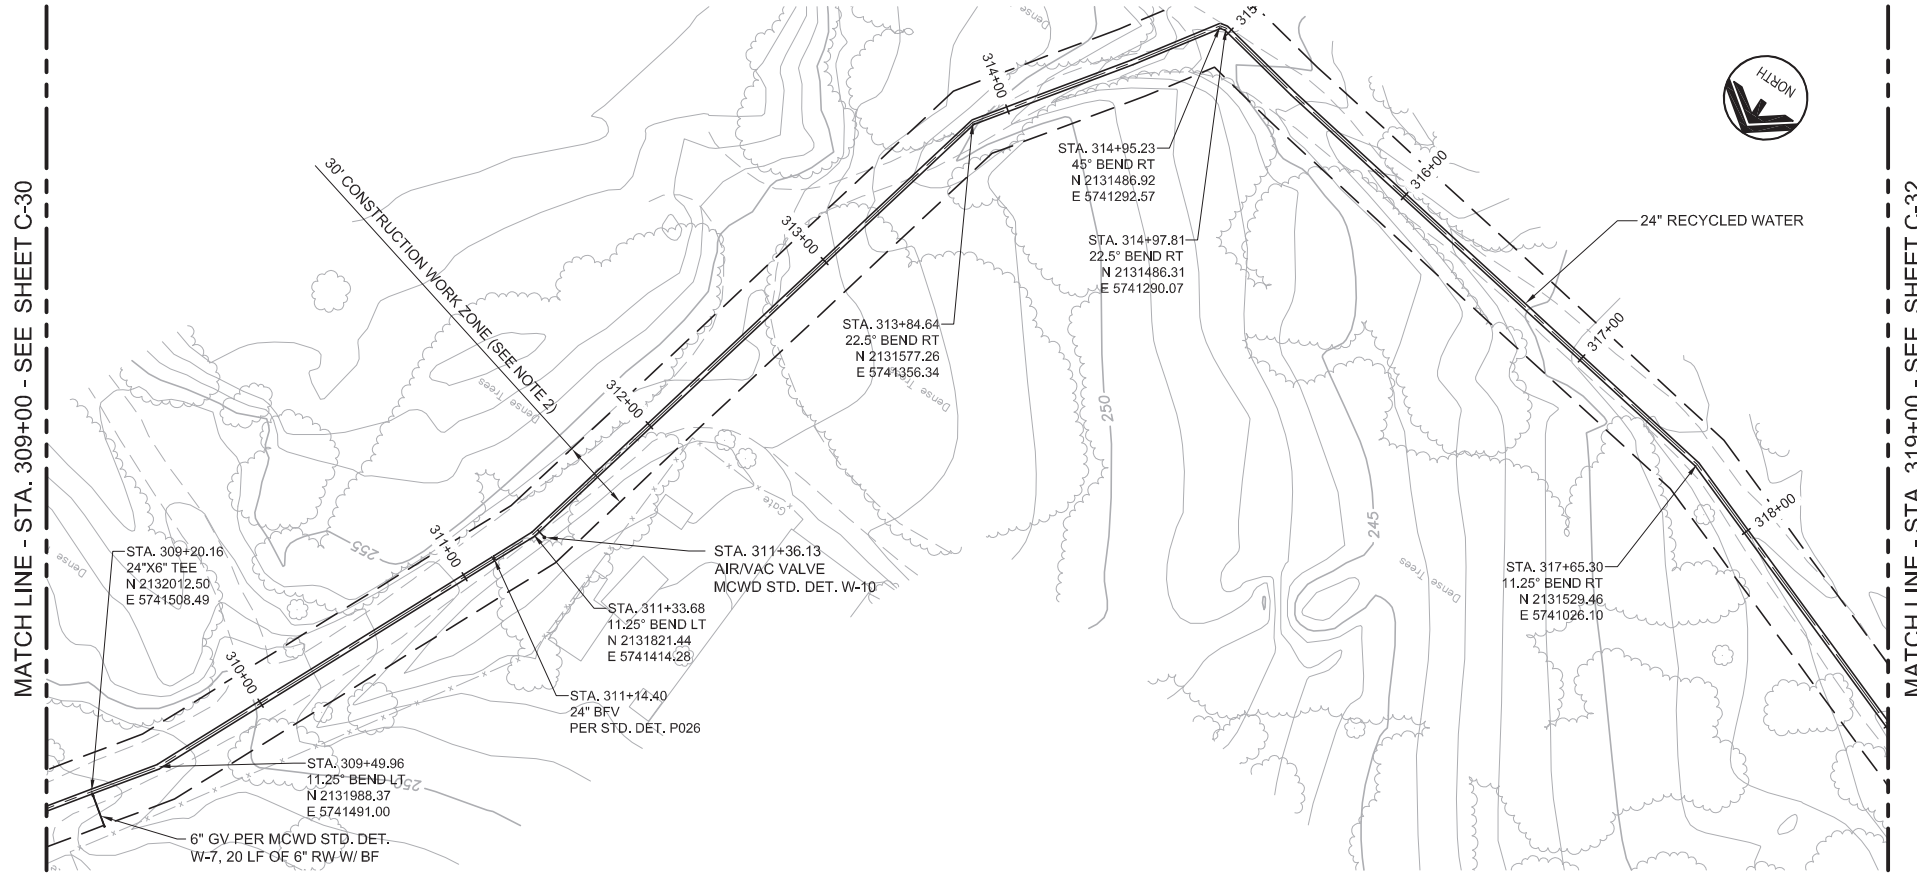 MATCH LINE - STA. 309+00 - SEE SHEET C-30
STA. 309+20.16
24"X6" TEE
N 2132012.50
E 5741508.49
310+00
STA. 309+49.96
11.25° BEND LT
N 2131988.37
E 5741491.00
6" GV PER MCWD STD. DET.
W-7, 20 LF OF 6" RW W/ BF
30' CONSTRUCTION WORK ZONE (SEE NOTE 2)
311+00
STA. 311+36.13
AIR/VAC VALVE
MCWD STD. DET. W-10
STA. 311+33.68
11.25° BEND LT
N 2131821.44
E 5741414.28
STA. 311+14.40
24" BFV
PER STD. DET. P026
312+00
313+00
314+00
STA. 313+84.64
22.5° BEND RT
N 2131577.26
E 5741356.34
STA. 314+95.23
45° BEND RT
N 2131486.92
E 5741292.57
STA. 314+97.81
22.5° BEND RT
N 2131486.31
E 5741290.07
315
316+00
24" RECYCLED WATER
317+00
STA. 317+65.30
11.25° BEND RT
N 2131529.46
E 5741026.10
318+00
NORTH
MATCH LINE - STA. 319+00 - SEE SHEET C-32
Dense
255
250
Dense Trees
Dense Trees
Gate
Dense Trees
Dense
250
245
Dense Trees